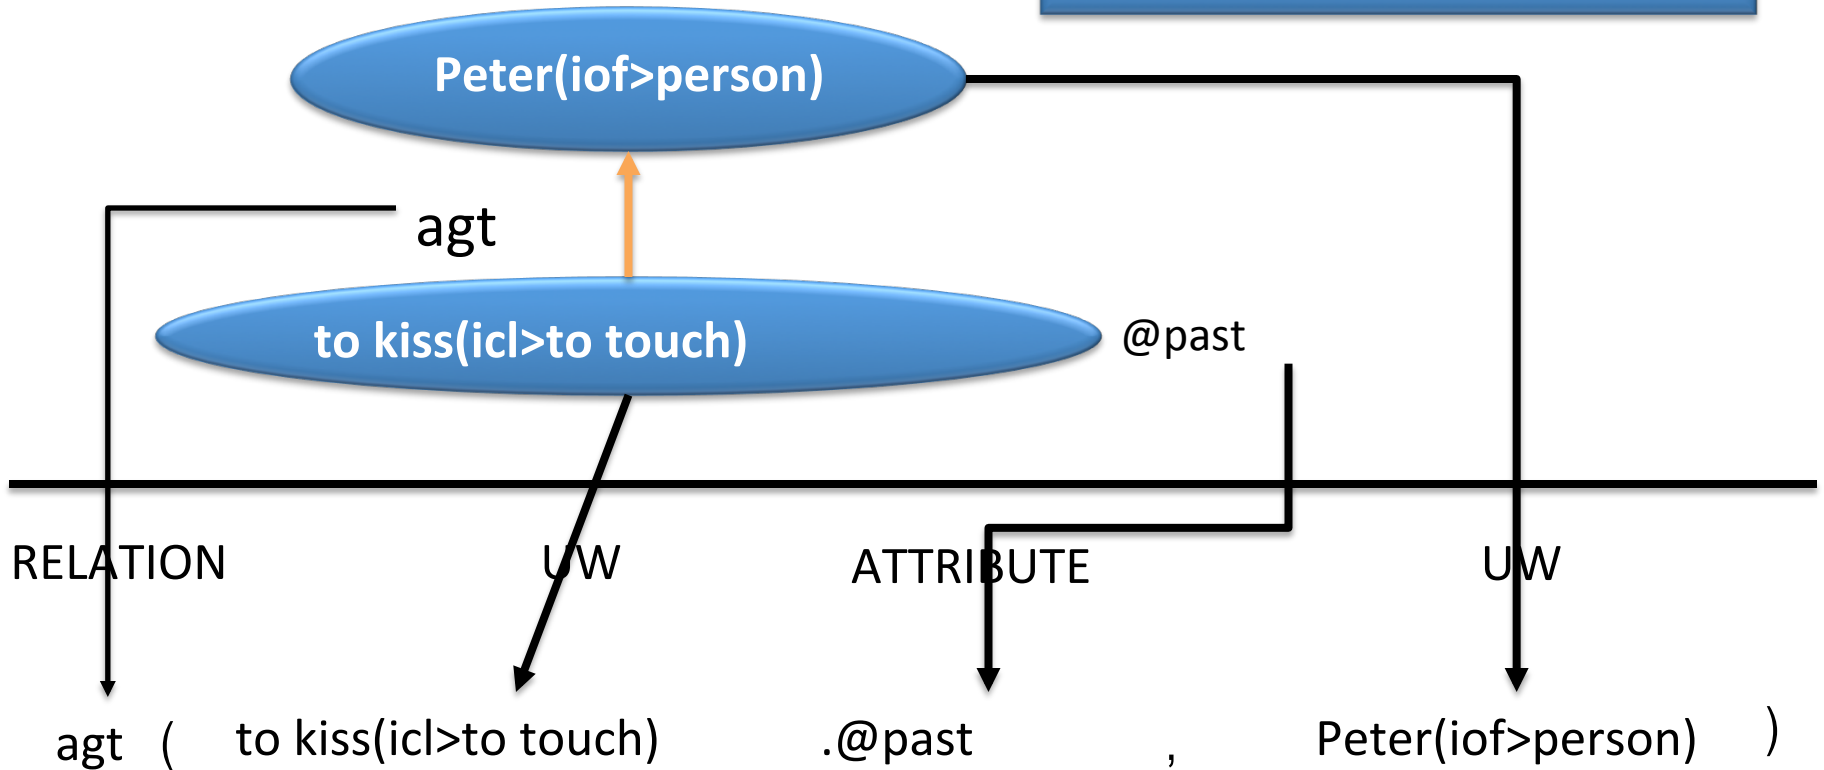 Peter(iof>person)
agt
to kiss(icl>to touch) @past
RELATION UW ATTRIBUTE UW
agt ( to kiss(icl>to touch) .@past , Peter(iof>person) )